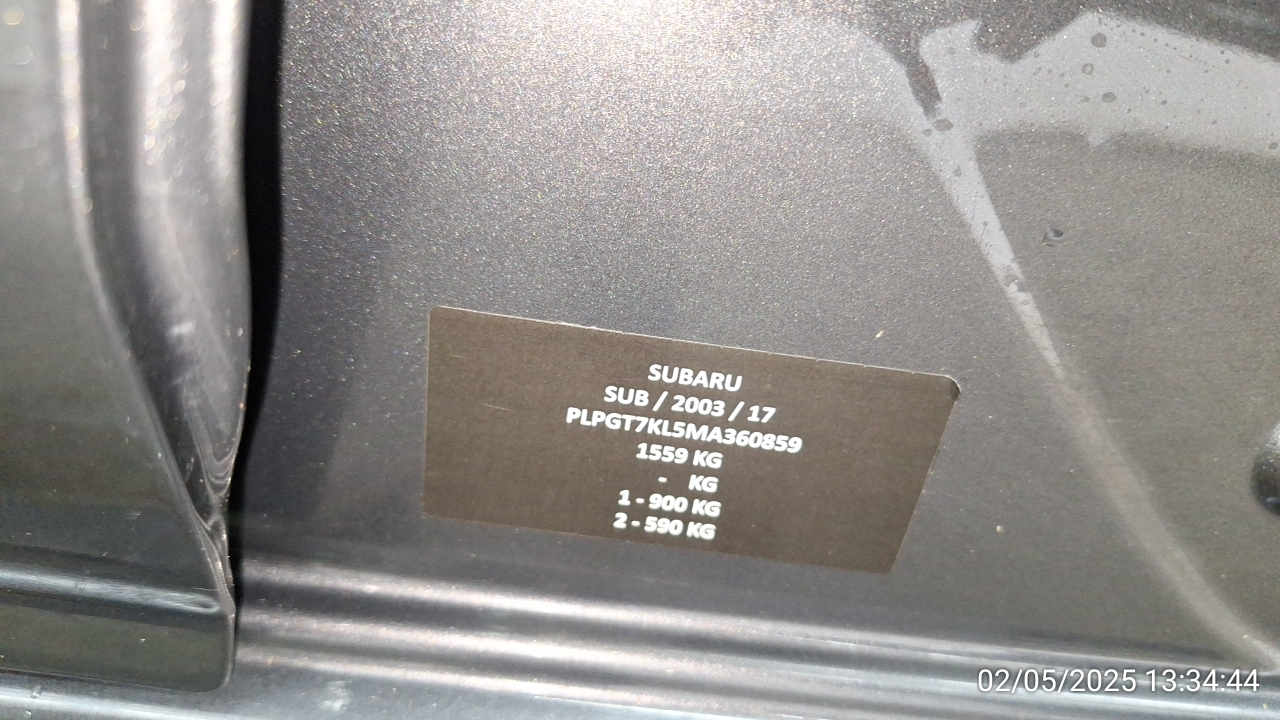 SUBARU
SUB / 2003 / 17
PLPGT7KL5MA360859
1559 KG
- KG
1 - 900 KG
2 - 590 KG
02/05/2025 13:34:44